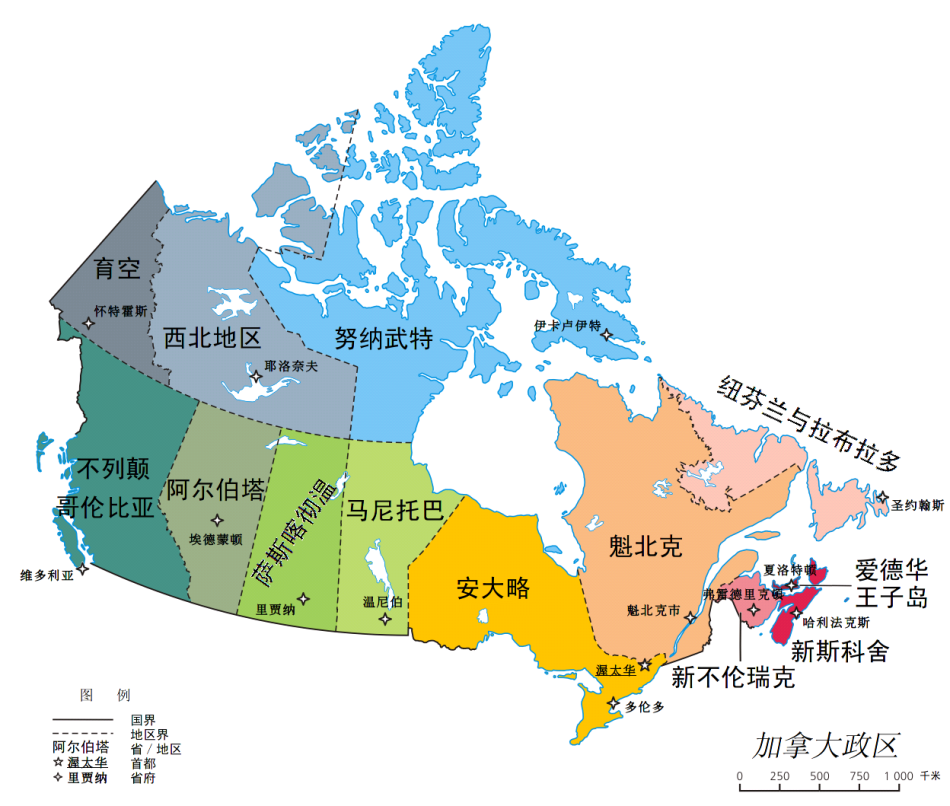 育空
怀特霍斯
西北地区
耶洛奈夫
努纳武特
伊卡卢伊特
纽芬兰与拉布拉多
圣约翰斯
不列颠
哥伦比亚
维多利亚
阿尔伯塔
埃德蒙顿
萨斯喀彻温
里贾纳
马尼托巴
温尼伯
安大略
渥太华
多伦多
魁北克
魁北克市
夏洛特顿
爱德华
王子岛
弗雷德里克顿
哈利法克斯
新斯科舍
新不伦瑞克
图 例
国界
地区界
阿尔伯塔 省 / 地区
渥太华 首都
里贾纳 省府
加拿大政区
0 250 500 750 1 000 千米